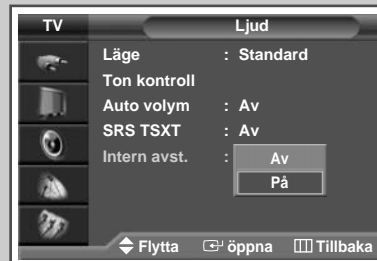 TV Ljud
Läge : Standard
Ton kontroll
Auto volym : Av
SRS TSXT : Av
Intern avst. : Av
På
Flytta öppna Tillbaka